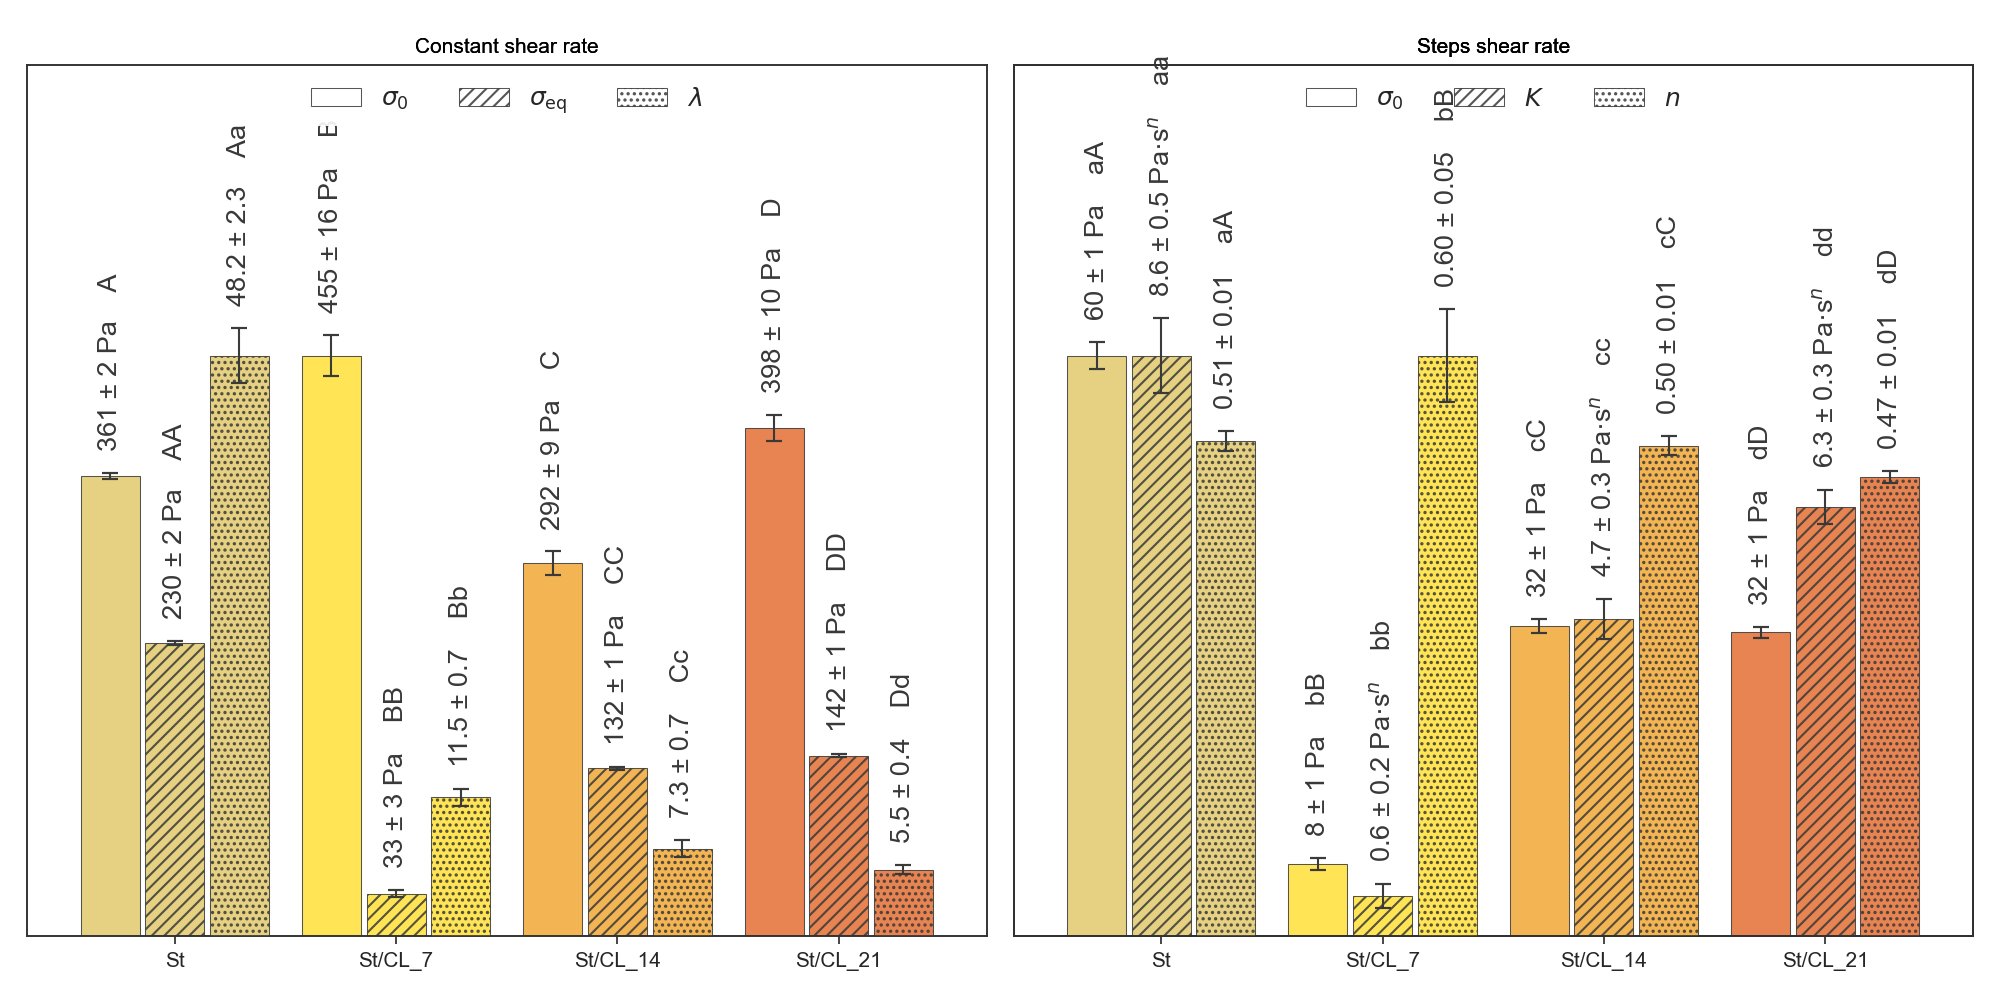 Constant shear rate
σ0 σeq λ
361 ± 2 Pa A
230 ± 2 Pa AA
48.2 ± 2.3 Aa
455 ± 16 Pa B
33 ± 3 Pa BB
11.5 ± 0.7 Bb
292 ± 9 Pa C
132 ± 1 Pa CC
7.3 ± 0.7 Cc
398 ± 10 Pa D
142 ± 1 Pa DD
5.5 ± 0.4 Dd
St St/CL_7 St/CL_14 St/CL_21
Steps shear rate
σ0 K n
60 ± 1 Pa aA
8.6 ± 0.5 Pa·sⁿ aa
0.51 ± 0.01 aA
8 ± 1 Pa bB
0.6 ± 0.2 Pa·sⁿ bb
0.60 ± 0.05 bB
32 ± 1 Pa cC
4.7 ± 0.3 Pa·sⁿ cc
0.50 ± 0.01 cC
32 ± 1 Pa dD
6.3 ± 0.3 Pa·sⁿ dd
0.47 ± 0.01 dD
St St/CL_7 St/CL_14 St/CL_21